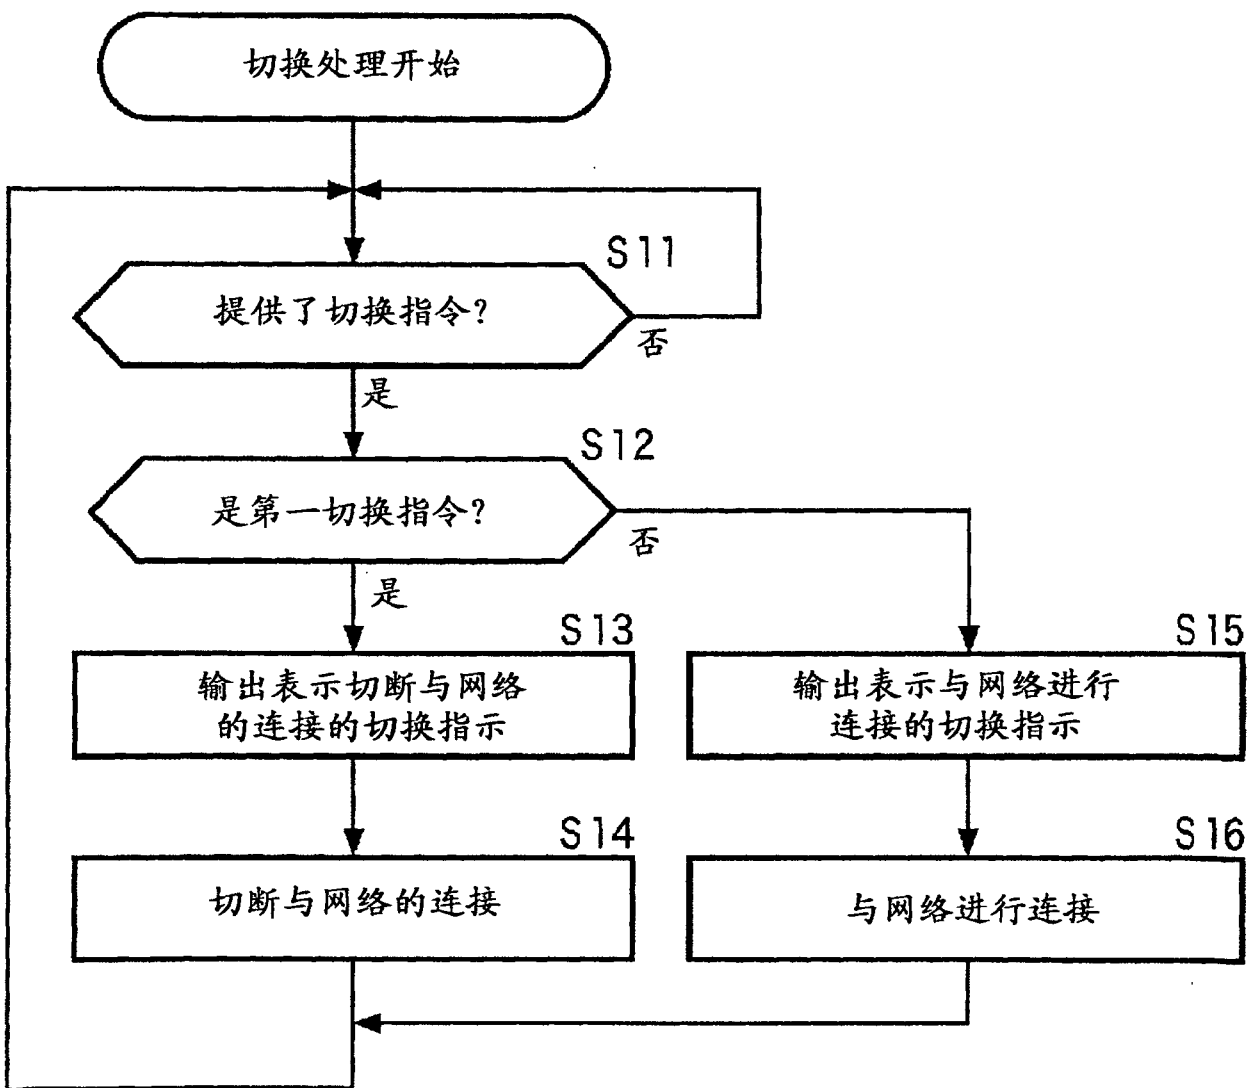 切换处理开始
S11
提供了切换指令?
否
是
S12
是第一切换指令?
否
是
S13
输出表示切断与网络
的连接的切换指示
S15
输出表示与网络进行
连接的切换指示
S14
切断与网络的连接
S16
与网络进行连接